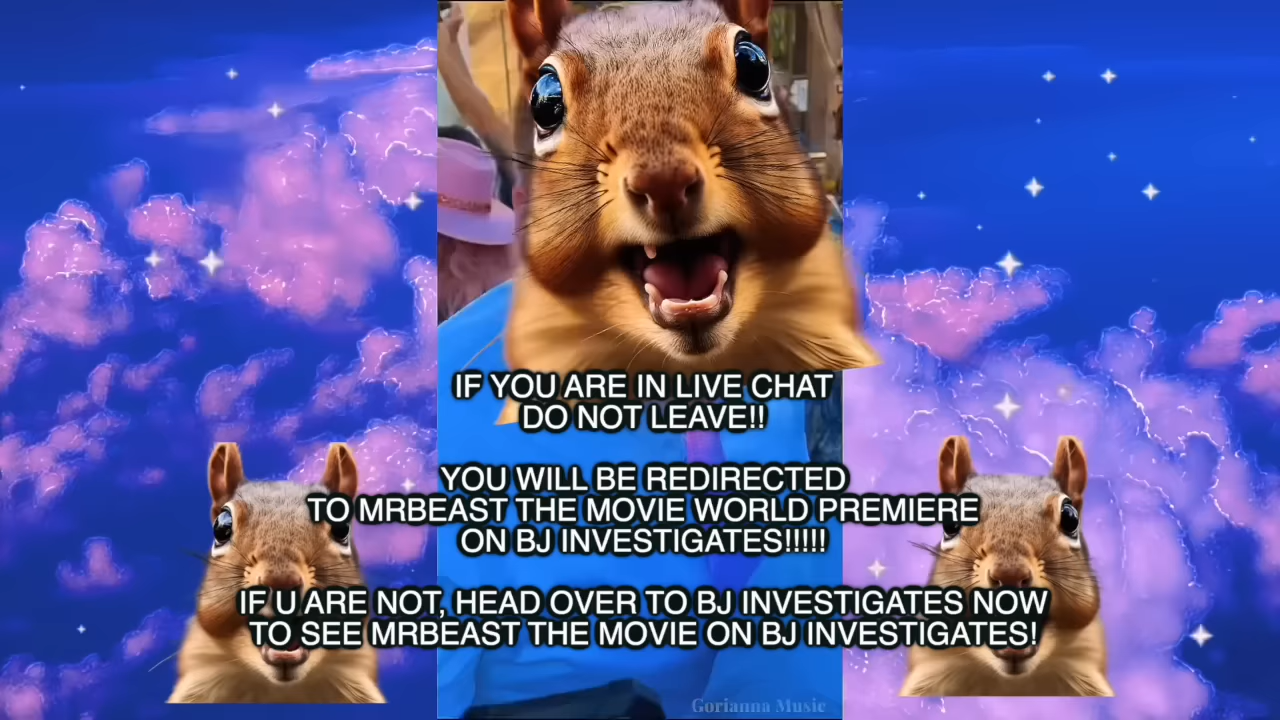 IF YOU ARE IN LIVE CHAT
DO NOT LEAVE!!
YOU WILL BE REDIRECTED
TO MRBEAST THE MOVIE WORLD PREMIERE
ON BJ INVESTIGATES!!!!!
IF U ARE NOT, HEAD OVER TO BJ INVESTIGATES NOW
TO SEE MRBEAST THE MOVIE ON BJ INVESTIGATES!
Gorianna Music